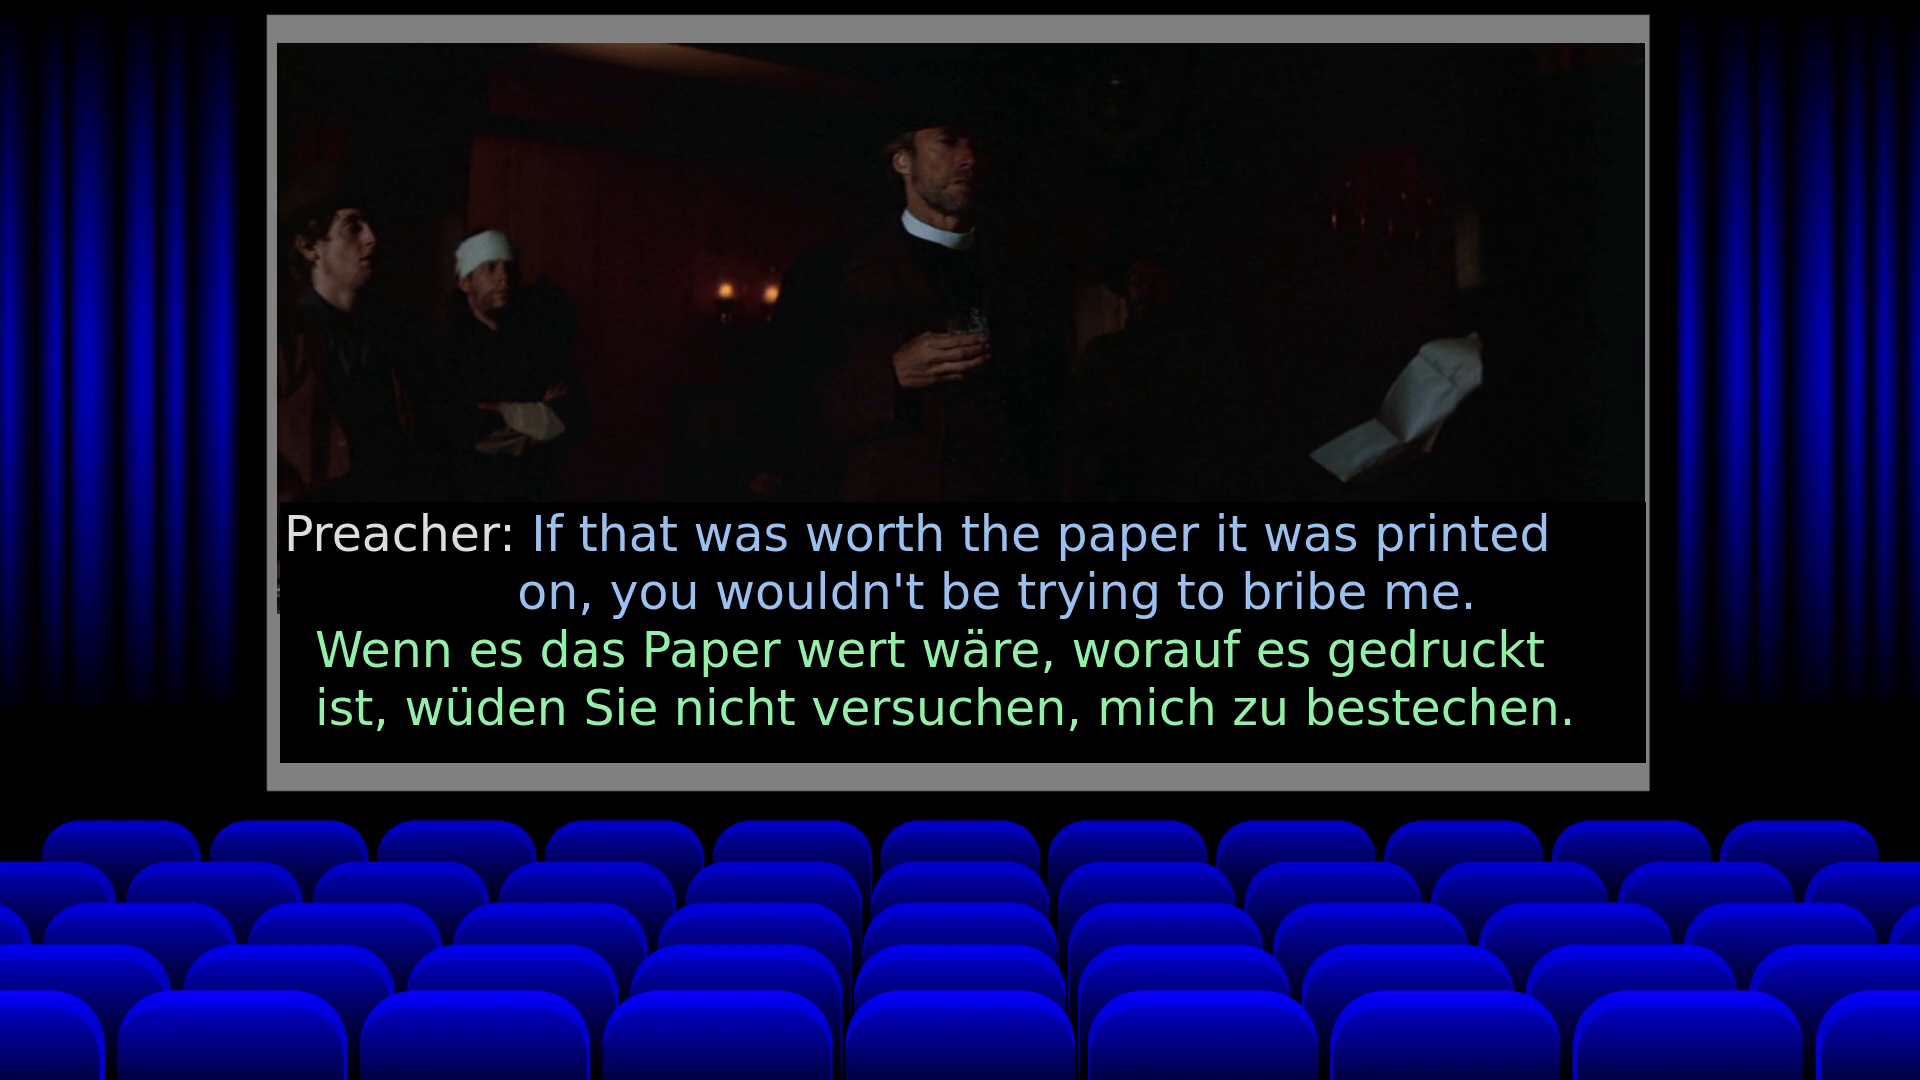 Preacher: If that was worth the paper it was printed
on, you wouldn't be trying to bribe me.
Wenn es das Paper wert wäre, worauf es gedruckt
ist, wüden Sie nicht versuchen, mich zu bestechen.